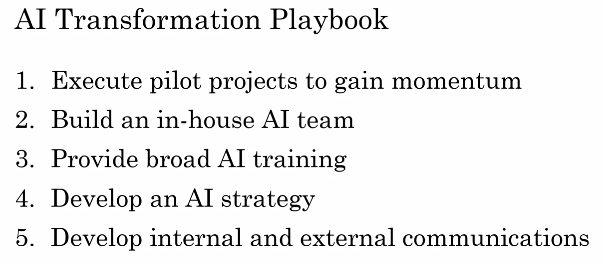 AI Transformation Playbook
1. Execute pilot projects to gain momentum
2. Build an in-house AI team
3. Provide broad AI training
4. Develop an AI strategy
5. Develop internal and external communications